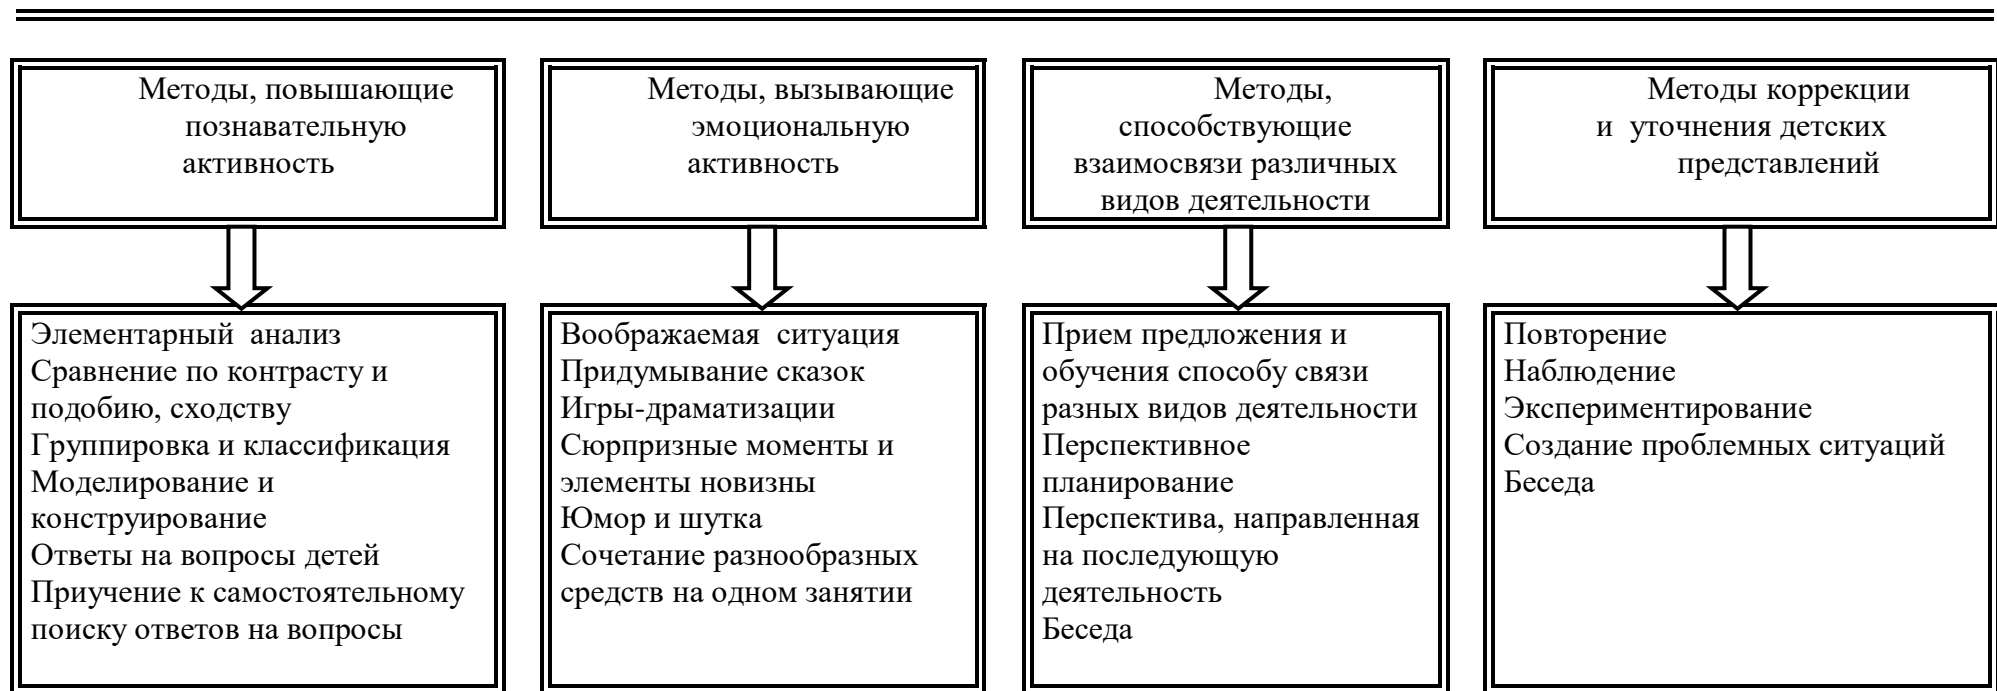 Методы, повышающие
познавательную
активность
Методы, вызывающие
эмоциональную
активность
Методы,
способствующие
взаимосвязи различных
видов деятельности
Методы коррекции
и уточнения детских
представлений
Элементарный анализ
Сравнение по контрасту и
подобию, сходству
Группировка и классификация
Моделирование и
конструирование
Ответы на вопросы детей
Приучение к самостоятельному
поиску ответов на вопросы
Воображаемая ситуация
Придумывание сказок
Игры-драматизации
Сюрпризные моменты и
элементы новизны
Юмор и шутка
Сочетание разнообразных
средств на одном занятии
Прием предложения и
обучения способу связи
разных видов деятельности
Перспективное
планирование
Перспектива, направленная
на последующую
деятельность
Беседа
Повторение
Наблюдение
Экспериментирование
Создание проблемных ситуаций
Беседа